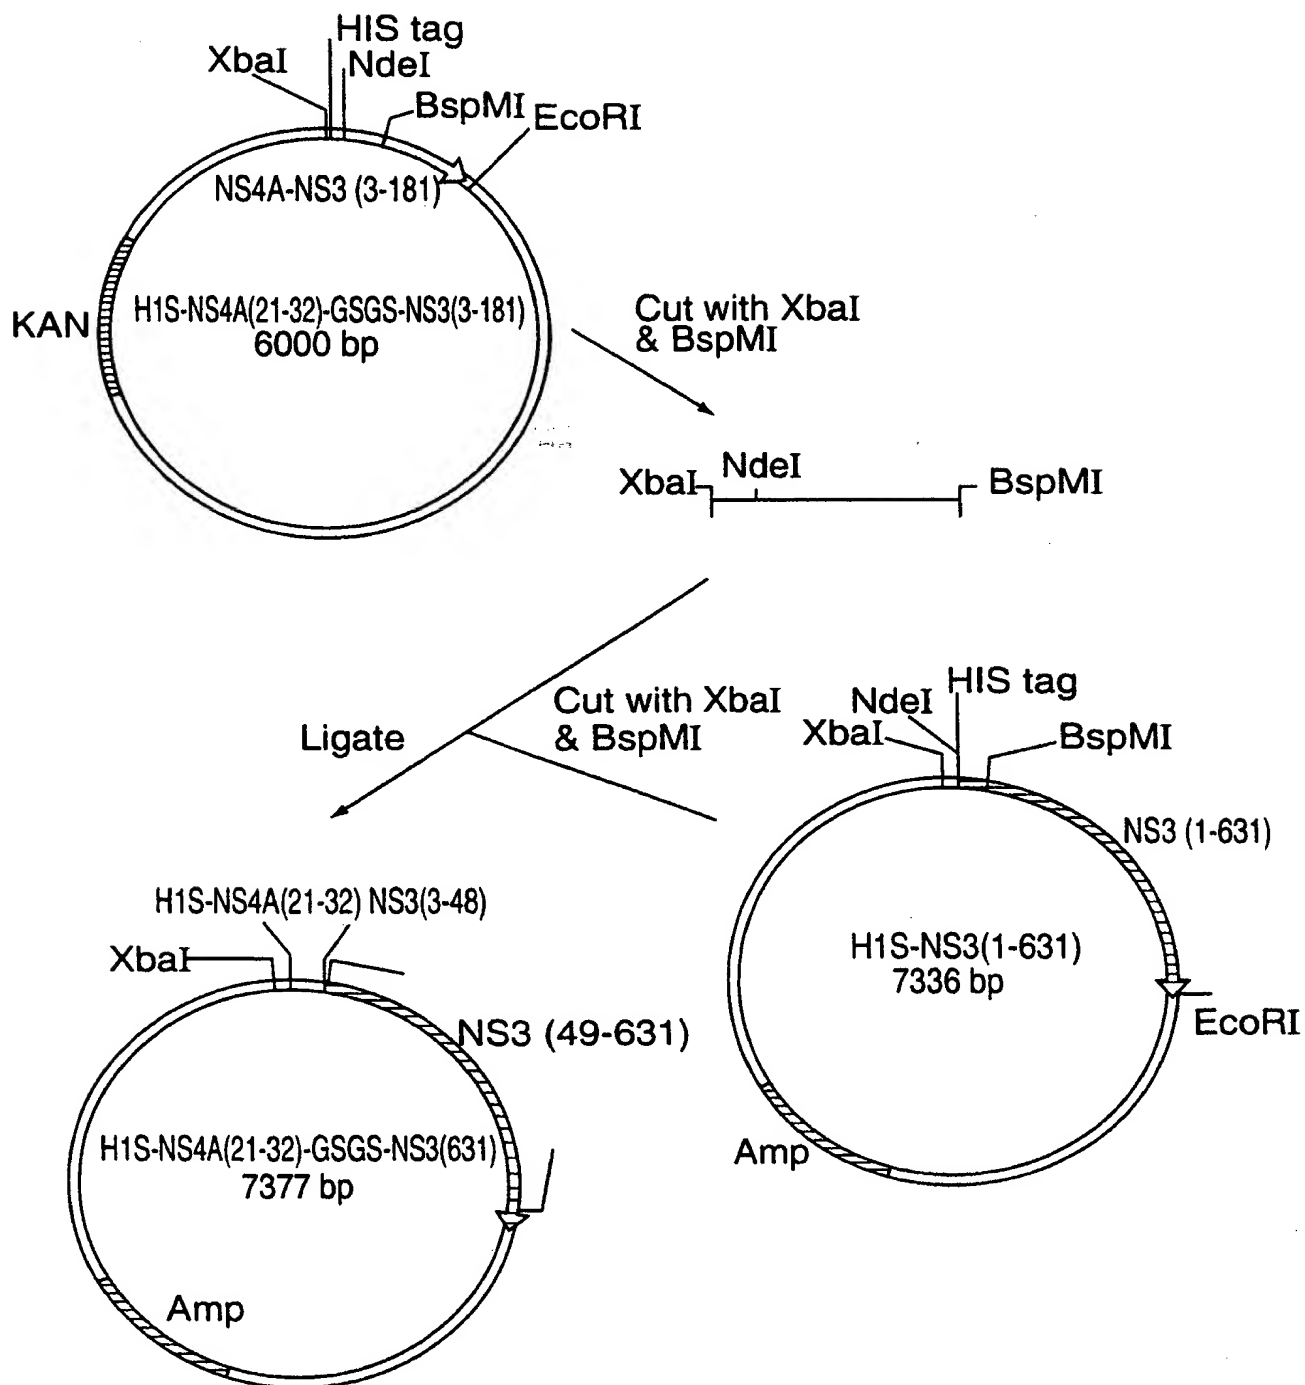 HIS tag
XbaI
NdeI
BspMI
EcoRI
NS4A-NS3 (3-181)
KAN
H1S-NS4A(21-32)-GSGS-NS3(3-181)
6000 bp
Cut with XbaI
& BspMI
XbaI
NdeI
BspMI
Ligate
Cut with XbaI
& BspMI
HIS tag
NdeI
XbaI
BspMI
NS3 (1-631)
H1S-NS3(1-631)
7336 bp
EcoRI
Amp
H1S-NS4A(21-32) NS3(3-48)
XbaI
NS3 (49-631)
H1S-NS4A(21-32)-GSGS-NS3(631)
7377 bp
Amp